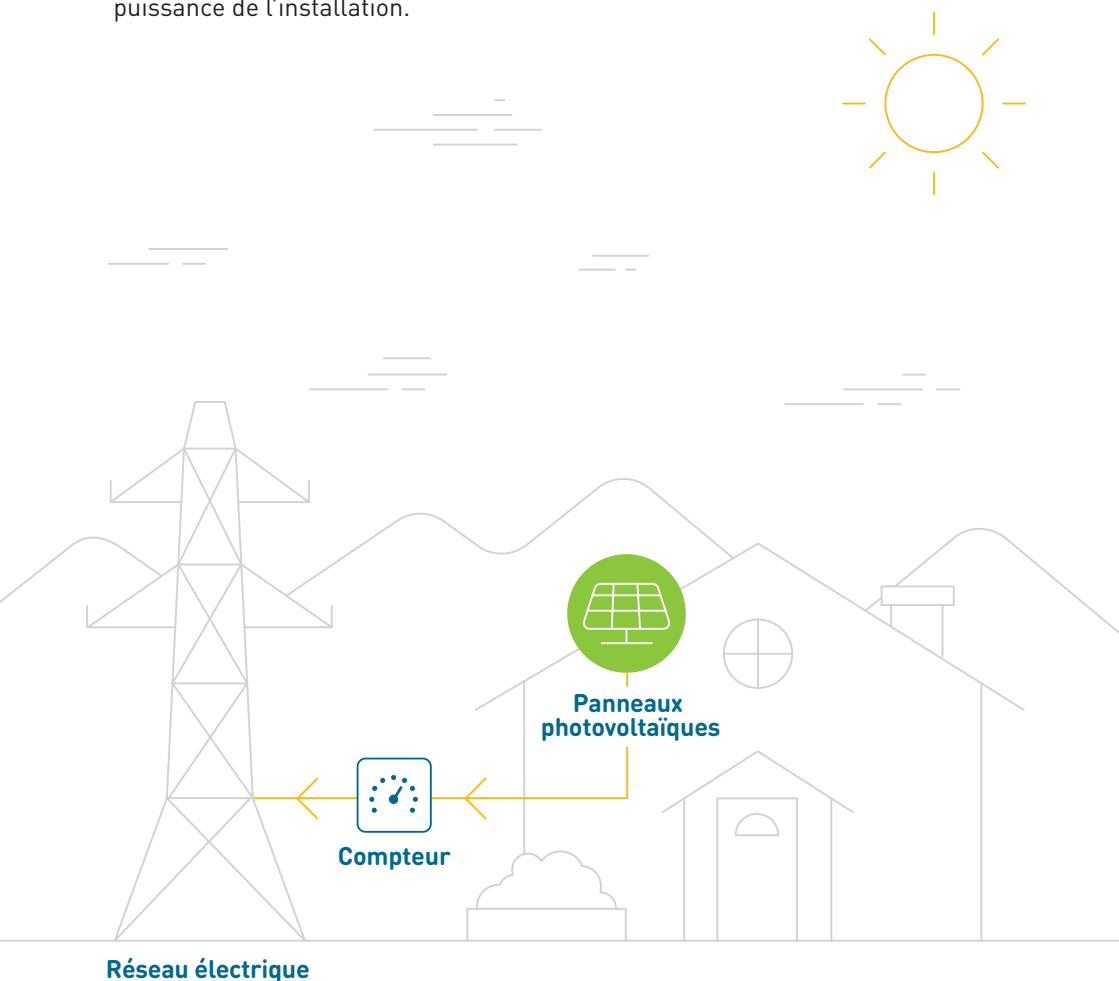 puissance de l'installation.
Panneaux
photovoltaïques
Compteur
Réseau électrique